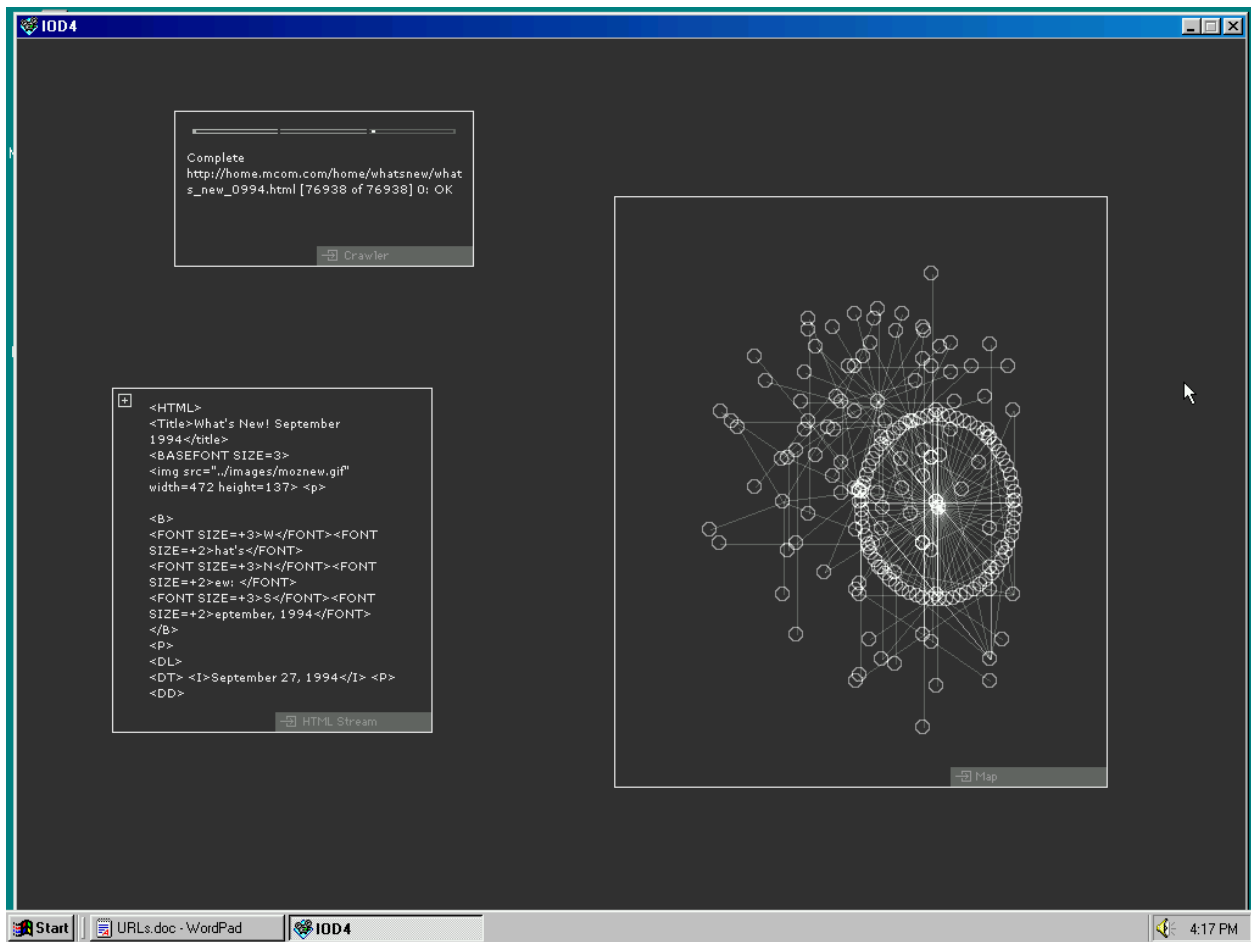 IOD4
Complete
http://home.mcom.com/home/whatsnew/what
s_new_0994.html [76938 of 76938] 0: OK
Crawler
<HTML>
<Title>What's New! September
1994</title>
<BASEFONT SIZE=3>
<img src="../images/moznew.gif"
width=472 height=137> <p>
<B>
<FONT SIZE=+3>W</FONT><FONT
SIZE=+2>hat's</FONT>
<FONT SIZE=+3>N</FONT><FONT
SIZE=+2>ew: </FONT>
<FONT SIZE=+3>S</FONT><FONT
SIZE=+2>eptember, 1994</FONT>
</B>
<P>
<DL>
<DT> <I>September 27, 1994</I> <P>
<DD>
HTML Stream
Map
Start
URLs.doc - WordPad
IOD4
4:17 PM